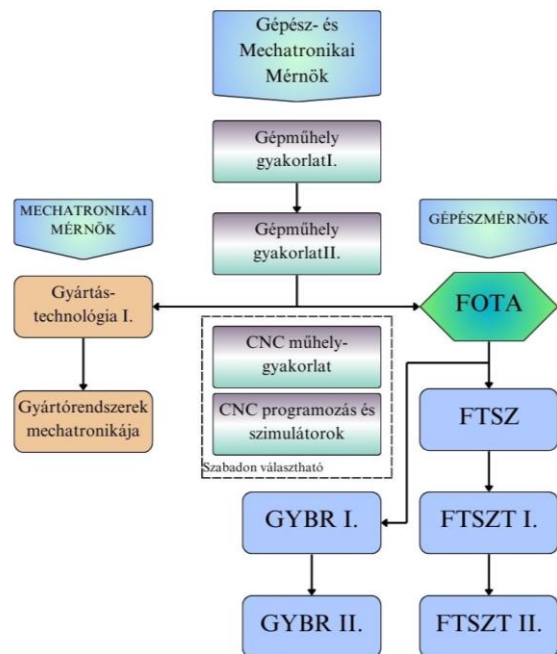 Gépész- és
Mechatronikai
Mérnök
Gépműhely
gyakorlatI.
MECHATRONIKAI
MÉRNÖK
Gépműhely
gyakorlatII.
GÉPÉSZMÉRNÖK
Gyártás-
technológia I.
FOTA
CNC műhely-
gyakorlat
Gyártórendszerek
mechatronikája
CNC programozás és
szimulátorok
Szabadon választható
FTSZ
GYBR I.
FTSZT I.
GYBR II.
FTSZT II.